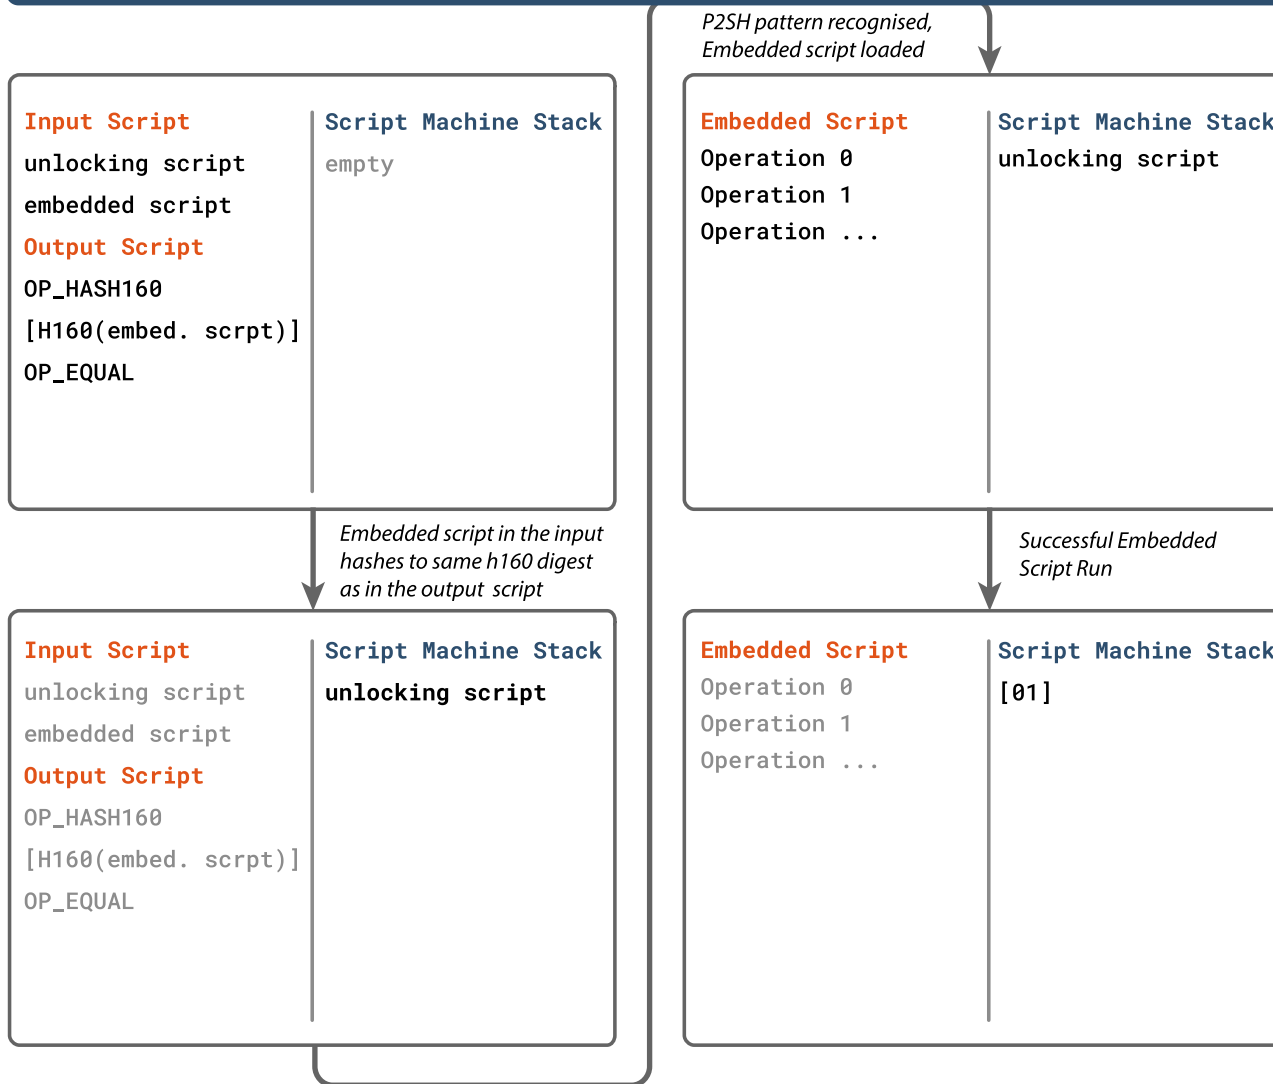 Input Script
unlocking script
embedded script
Output Script
OP_HASH160
[H160(embed. scrpt)]
OP_EQUAL
Script Machine Stack
empty
Embedded script in the input
hashes to same h160 digest
as in the output script
Input Script
unlocking script
embedded script
Output Script
OP_HASH160
[H160(embed. scrpt)]
OP_EQUAL
Script Machine Stack
unlocking script
P2SH pattern recognised,
Embedded script loaded
Embedded Script
Operation 0
Operation 1
Operation ...
Script Machine Stack
unlocking script
Successful Embedded
Script Run
Embedded Script
Operation 0
Operation 1
Operation ...
Script Machine Stack
[01]